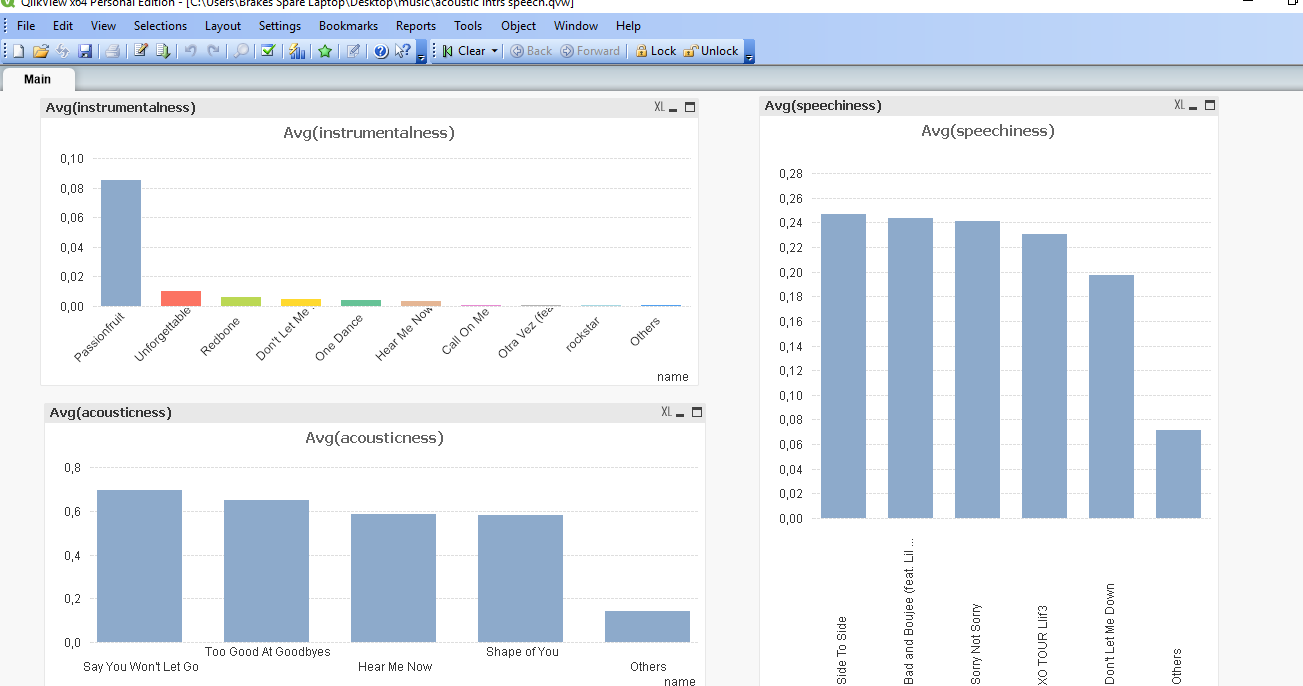 QlikView x64 Personal Edition - [C:\Users\Brakes Spare Laptop\Desktop\music\acoustic intrs speech.qvw]
File Edit View Selections Layout Settings Bookmarks Reports Tools Object Window Help
Clear Back Forward Lock Unlock
Main
Avg(instrumentalness) XL
Avg(instrumentalness)
0,10
0,08
0,06
0,04
0,02
0,00
Passionfruit
Unforgettable
Redbone
Don't Let Me ...
One Dance
Hear Me Now
Call On Me
Otra Vez (fea
rockstar
Others
name
Avg(acousticness) XL
Avg(acousticness)
0,8
0,6
0,4
0,2
0,0
Say You Won't Let Go
Too Good At Goodbyes
Hear Me Now
Shape of You
Others
name
Avg(speechiness) XL
Avg(speechiness)
0,28
0,26
0,24
0,22
0,20
0,18
0,16
0,14
0,12
0,10
0,08
0,06
0,04
0,02
0,00
Side To Side
Bad and Boujee (feat. Lil ...
Sorry Not Sorry
XO TOUR Llif3
Don't Let Me Down
Others